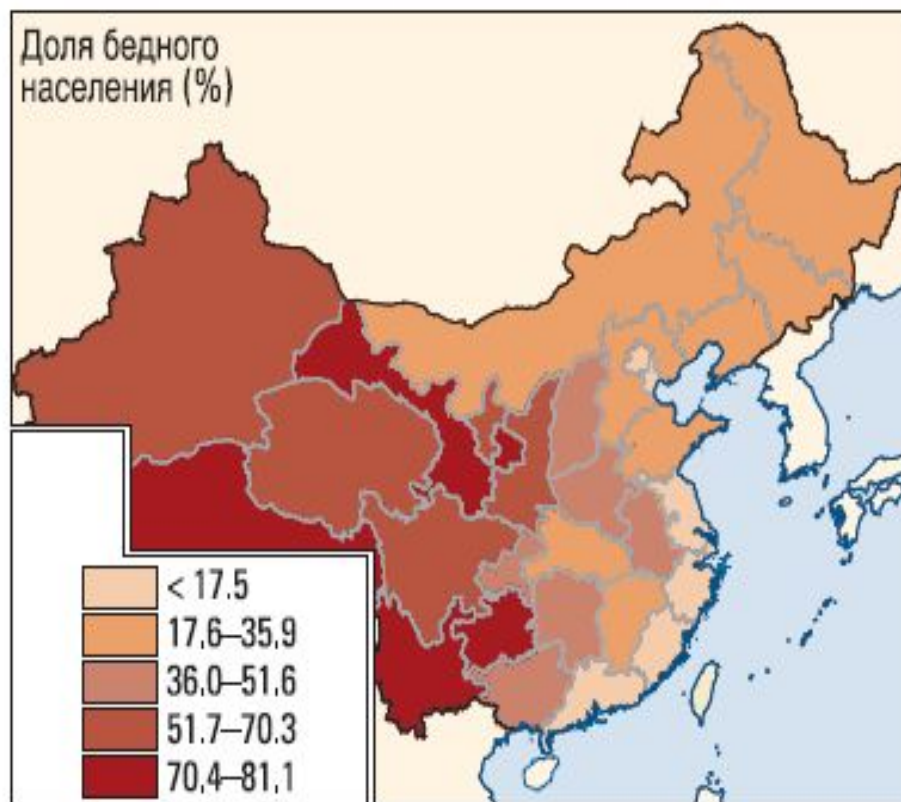 Доля бедного
населения (%)
< 17.5
17.6–35.9
36.0–51.6
51.7–70.3
70.4–81.1